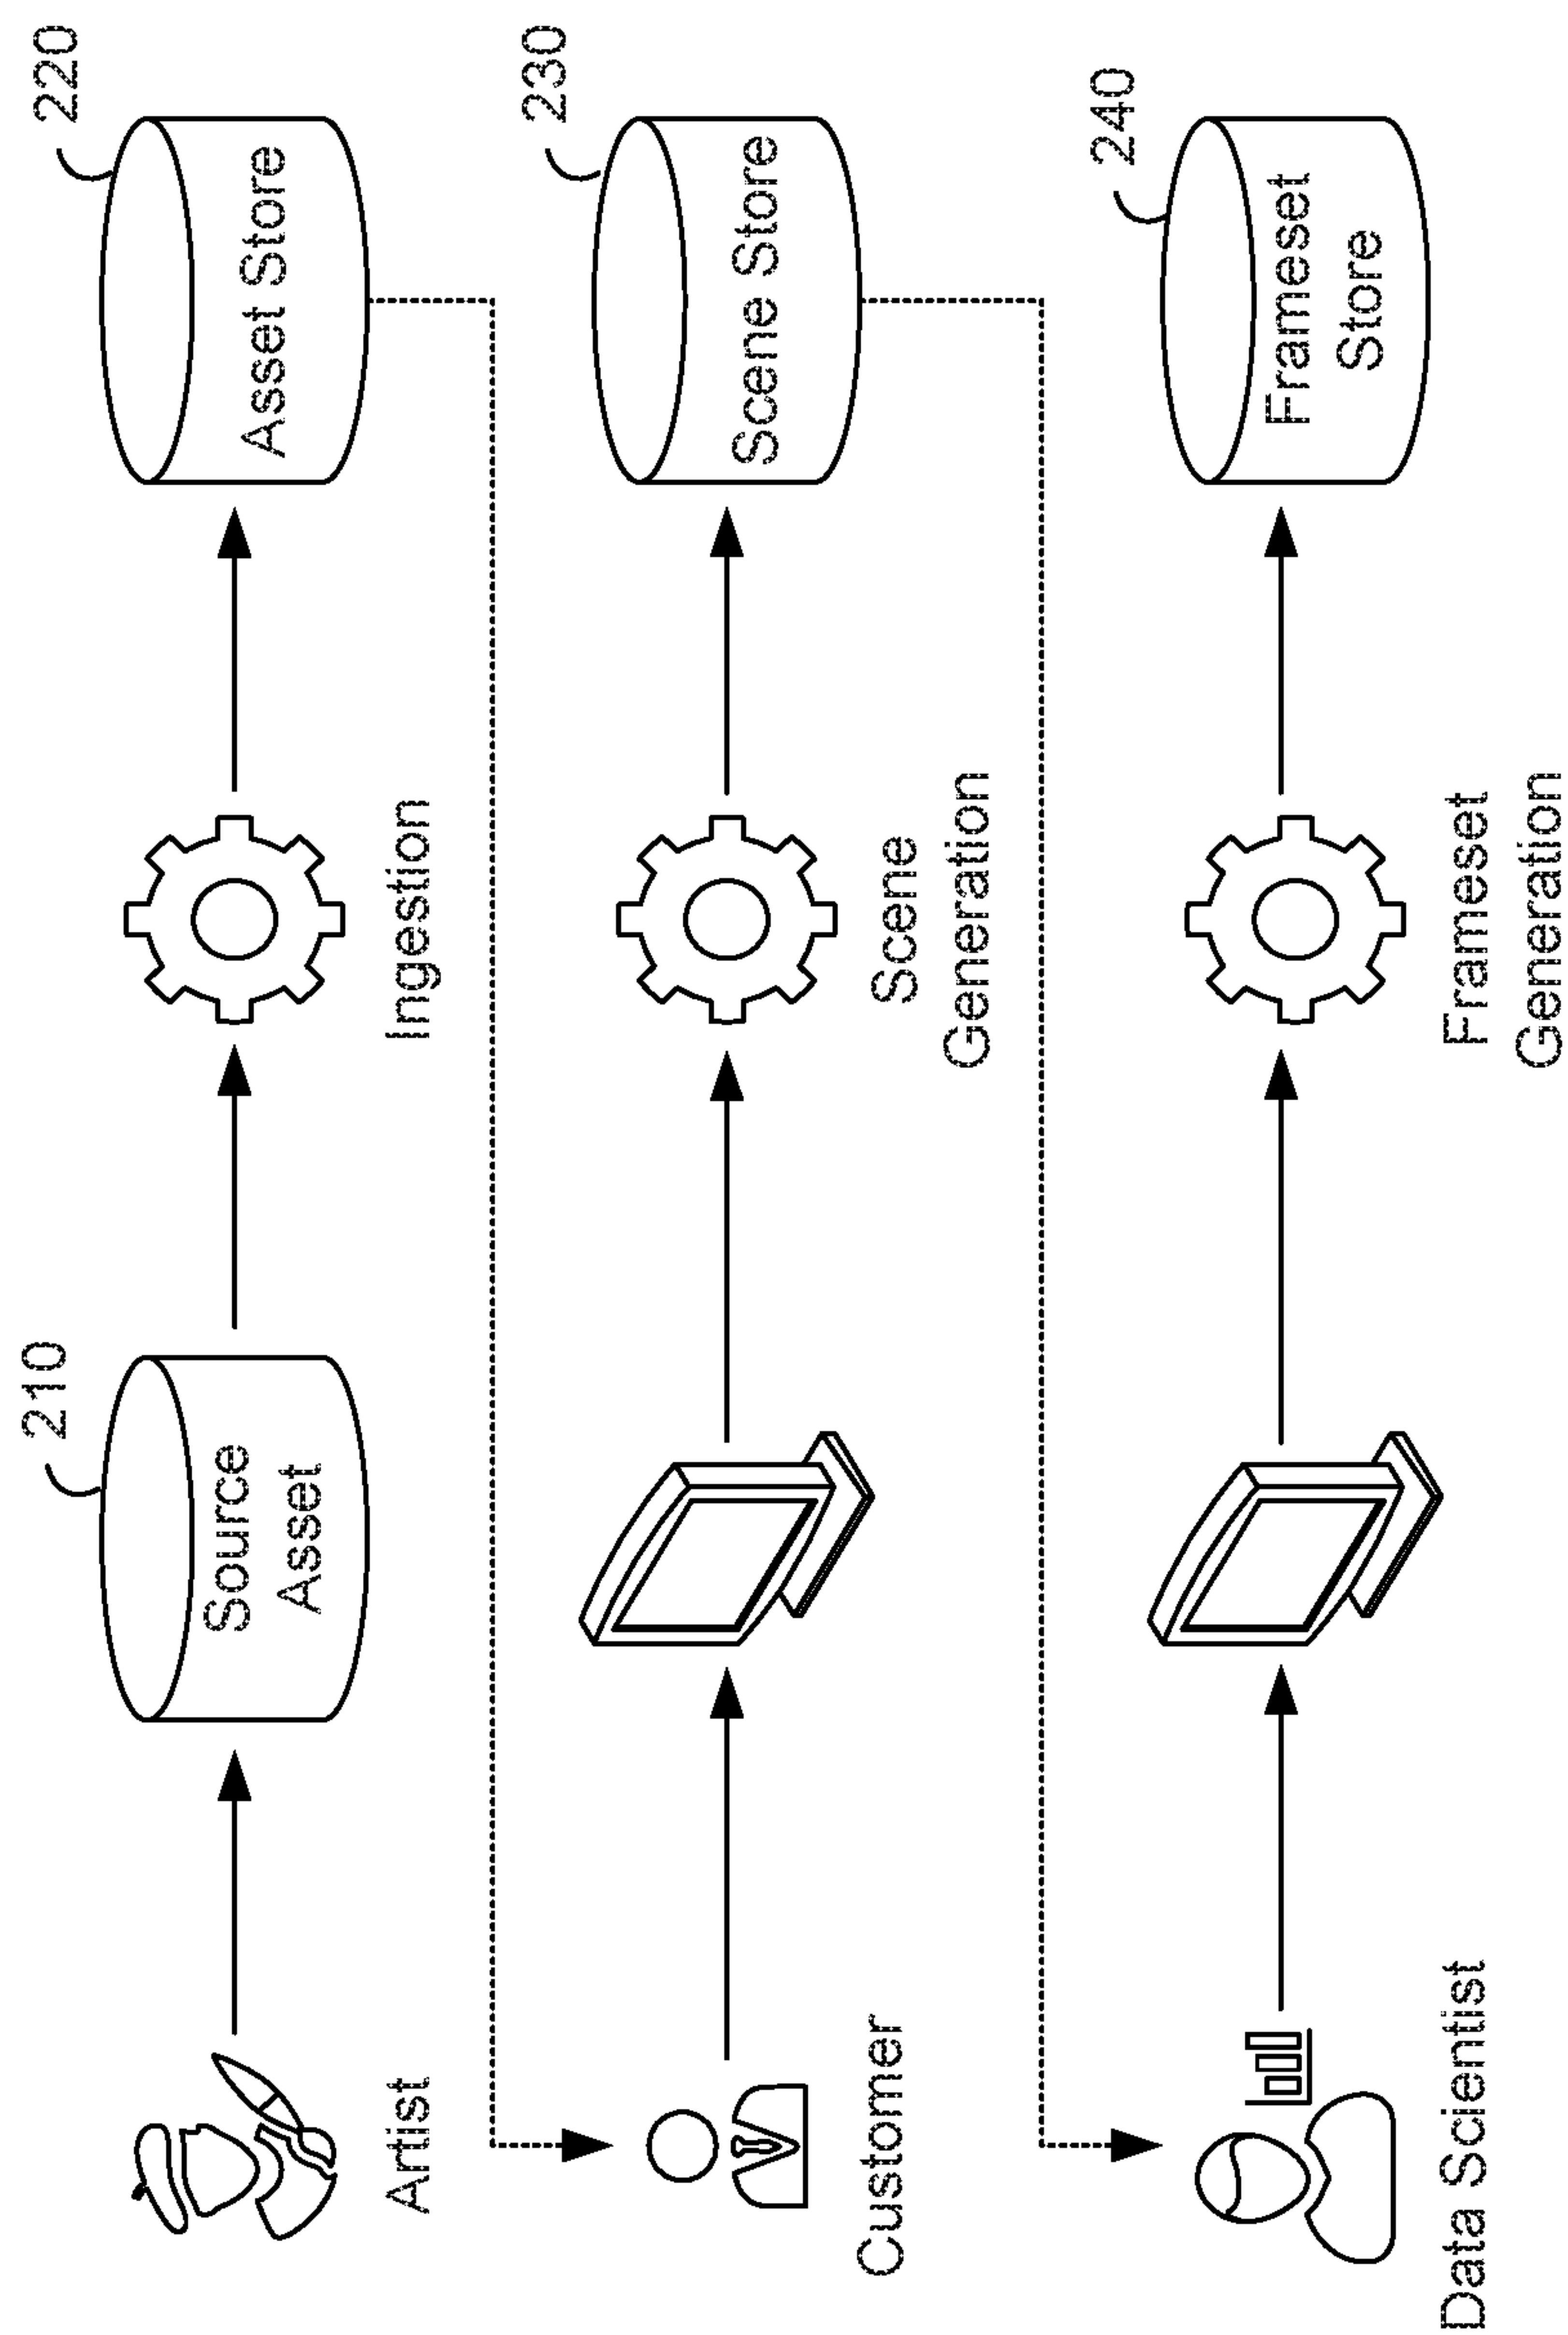 210
220
Source
Asset
Asset Store
Artist
Ingestion
230
Scene Store
Customer
Scene
Generation
240
Frameset
Store
Data Scientist
Frameset
Generation